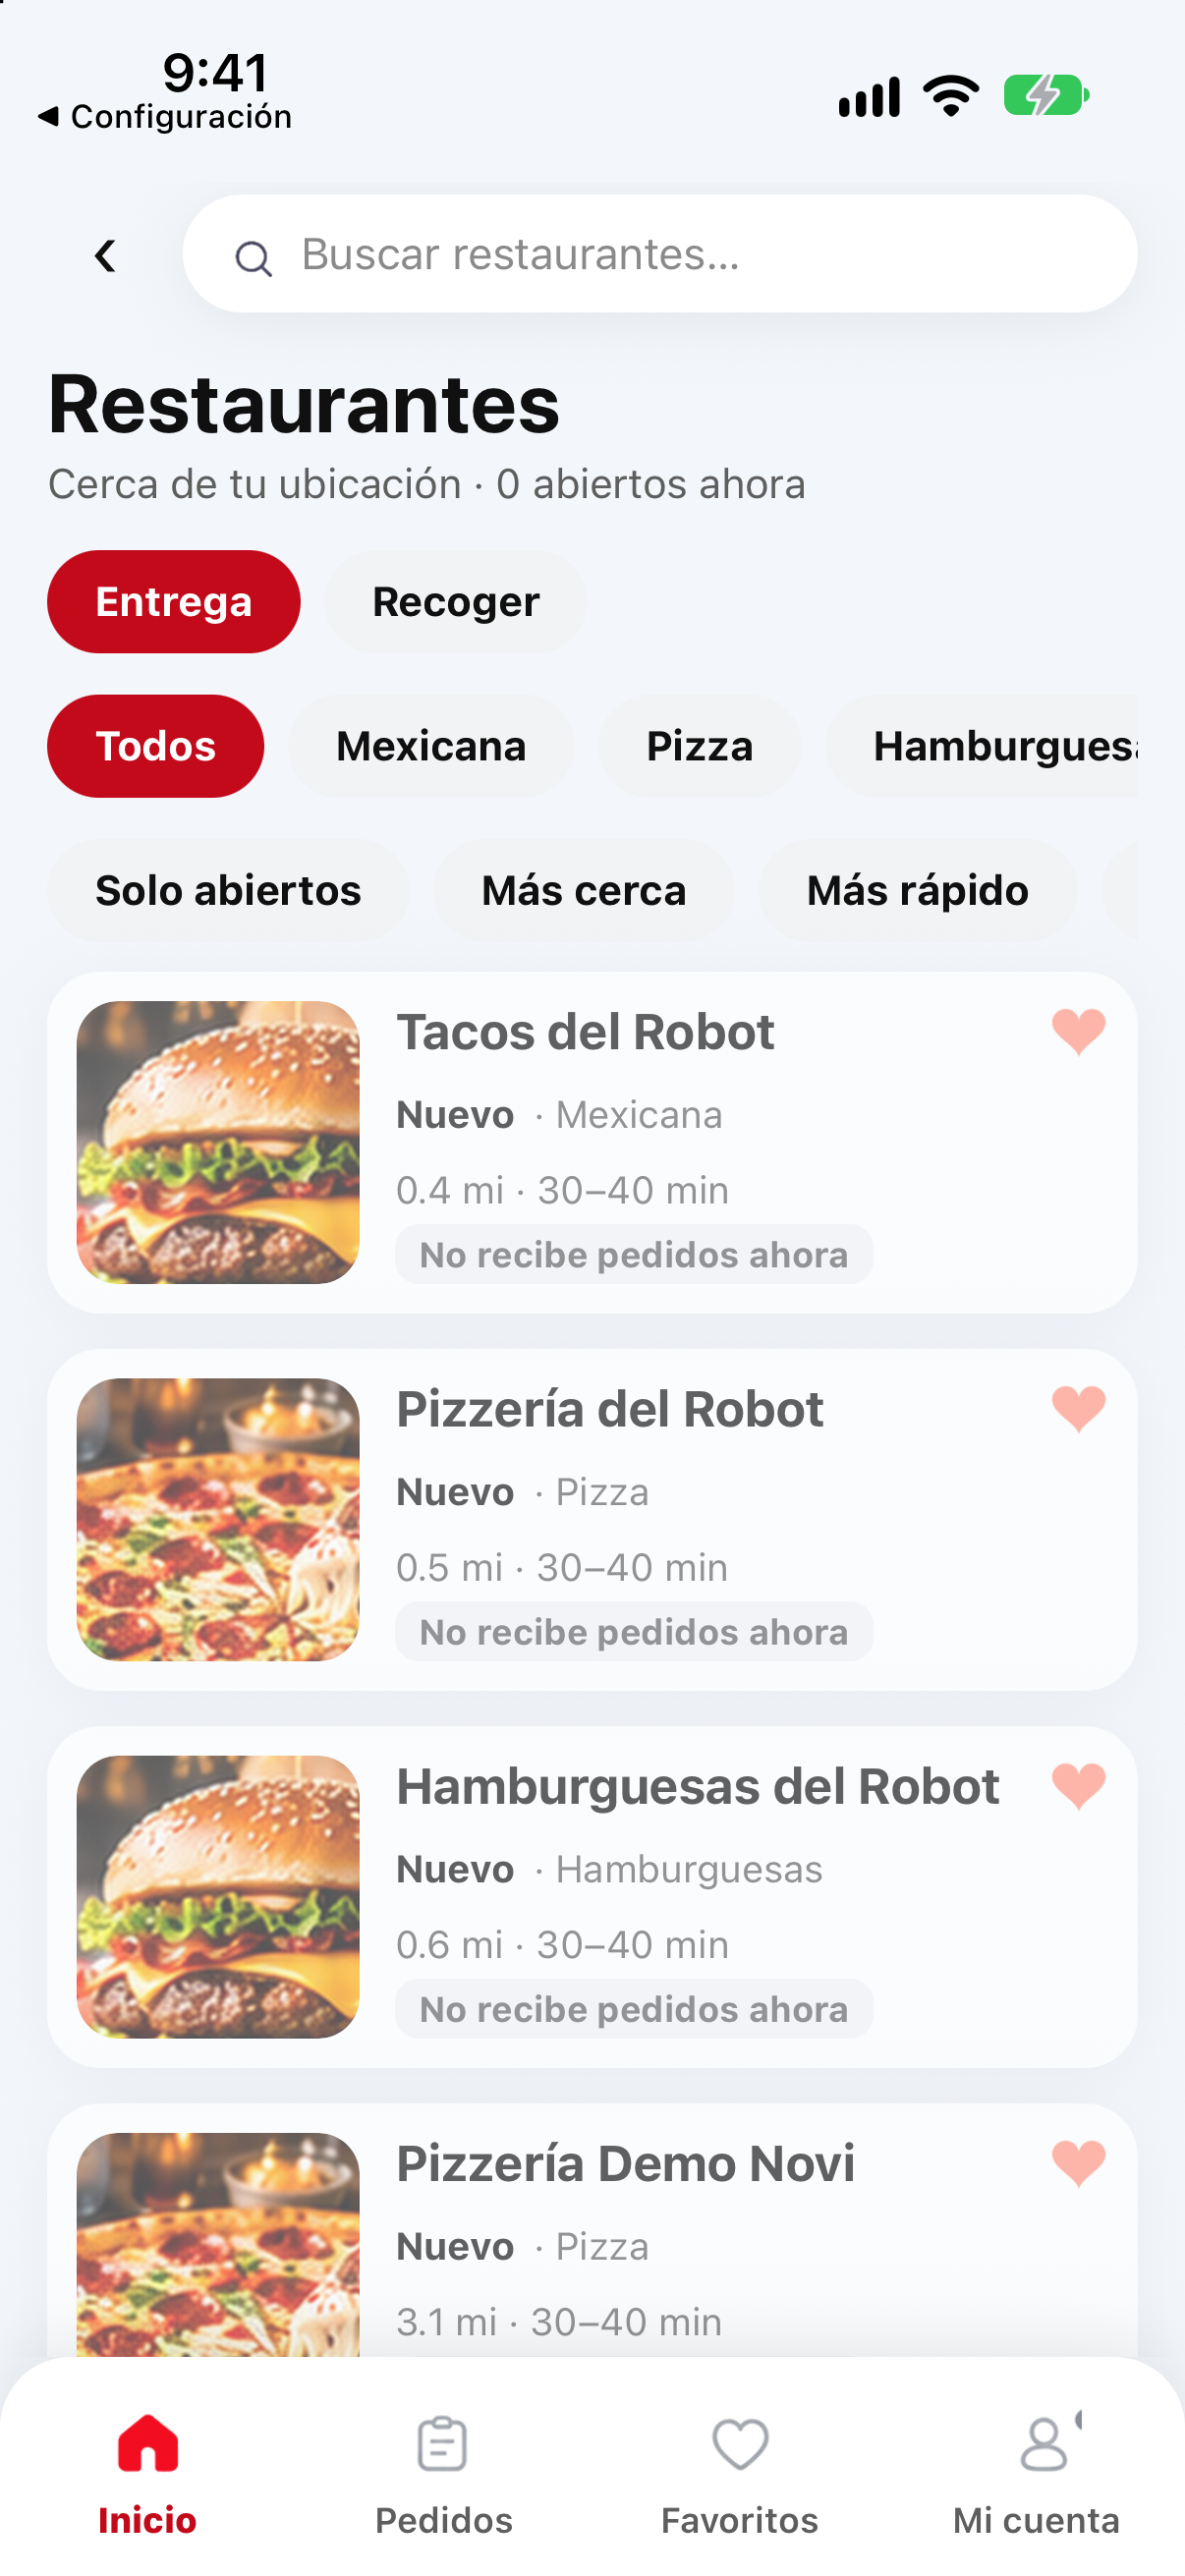 9:41
◀ Configuración
Buscar restaurantes...
Restaurantes
Cerca de tu ubicación · 0 abiertos ahora
Entrega
Recoger
Todos
Mexicana
Pizza
Hamburguesa
Solo abiertos
Más cerca
Más rápido
Tacos del Robot
Nuevo · Mexicana
0.4 mi · 30–40 min
No recibe pedidos ahora
Pizzería del Robot
Nuevo · Pizza
0.5 mi · 30–40 min
No recibe pedidos ahora
Hamburguesas del Robot
Nuevo · Hamburguesas
0.6 mi · 30–40 min
No recibe pedidos ahora
Pizzería Demo Novi
Nuevo · Pizza
3.1 mi · 30–40 min
Inicio
Pedidos
Favoritos
Mi cuenta